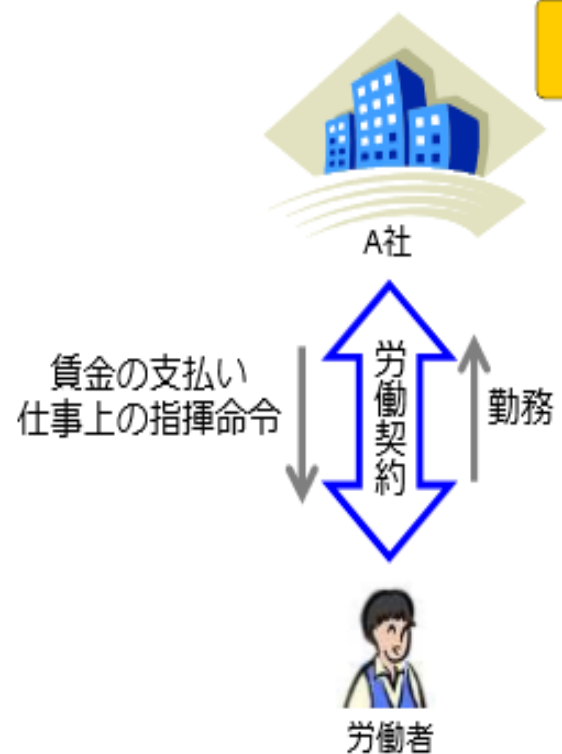 A社
賃金の支払い
仕事上の指揮命令
労働契約
勤務
労働者